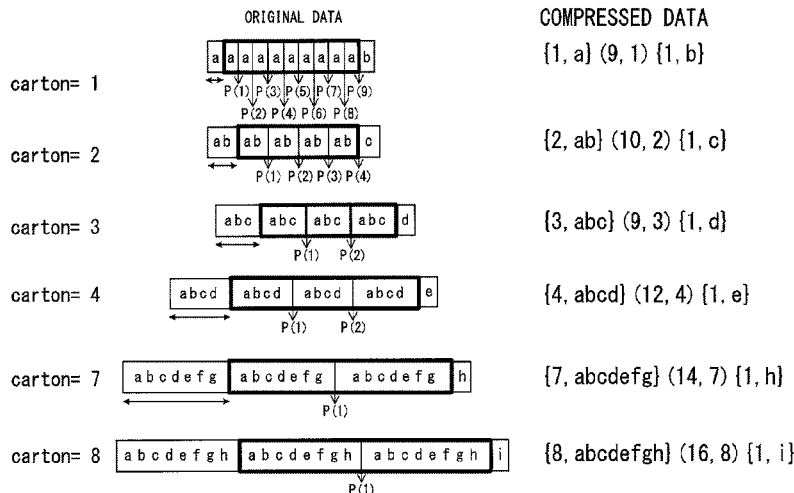 ORIGINAL DATA COMPRESSED DATA
carton= 1 a a a a a a a a a a b {1, a} (9, 1) {1, b}
P(1) P(3) P(5) P(7) P(9)
P(2) P(4) P(6) P(8)
carton= 2 ab ab ab ab ab c {2, ab} (10, 2) {1, c}
P(1) P(2) P(3) P(4)
carton= 3 abc abc abc abc d {3, abc} (9, 3) {1, d}
P(1) P(2)
carton= 4 abcd abcd abcd abcd e {4, abcd} (12, 4) {1, e}
P(1) P(2)
carton= 7 abcdefg abcdefg abcdefg h {7, abcdefg} (14, 7) {1, h}
P(1)
carton= 8 abcdefgh abcdefgh abcdefgh i {8, abcdefgh} (16, 8) {1, i}
P(1)